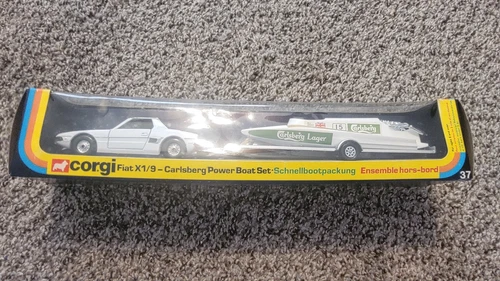 15
Carlsberg
Carlsberg Lager
CORGI Fiat X1/9 – Carlsberg Power Boat Set • Schnellbootpackung Ensemble hors-bord
37